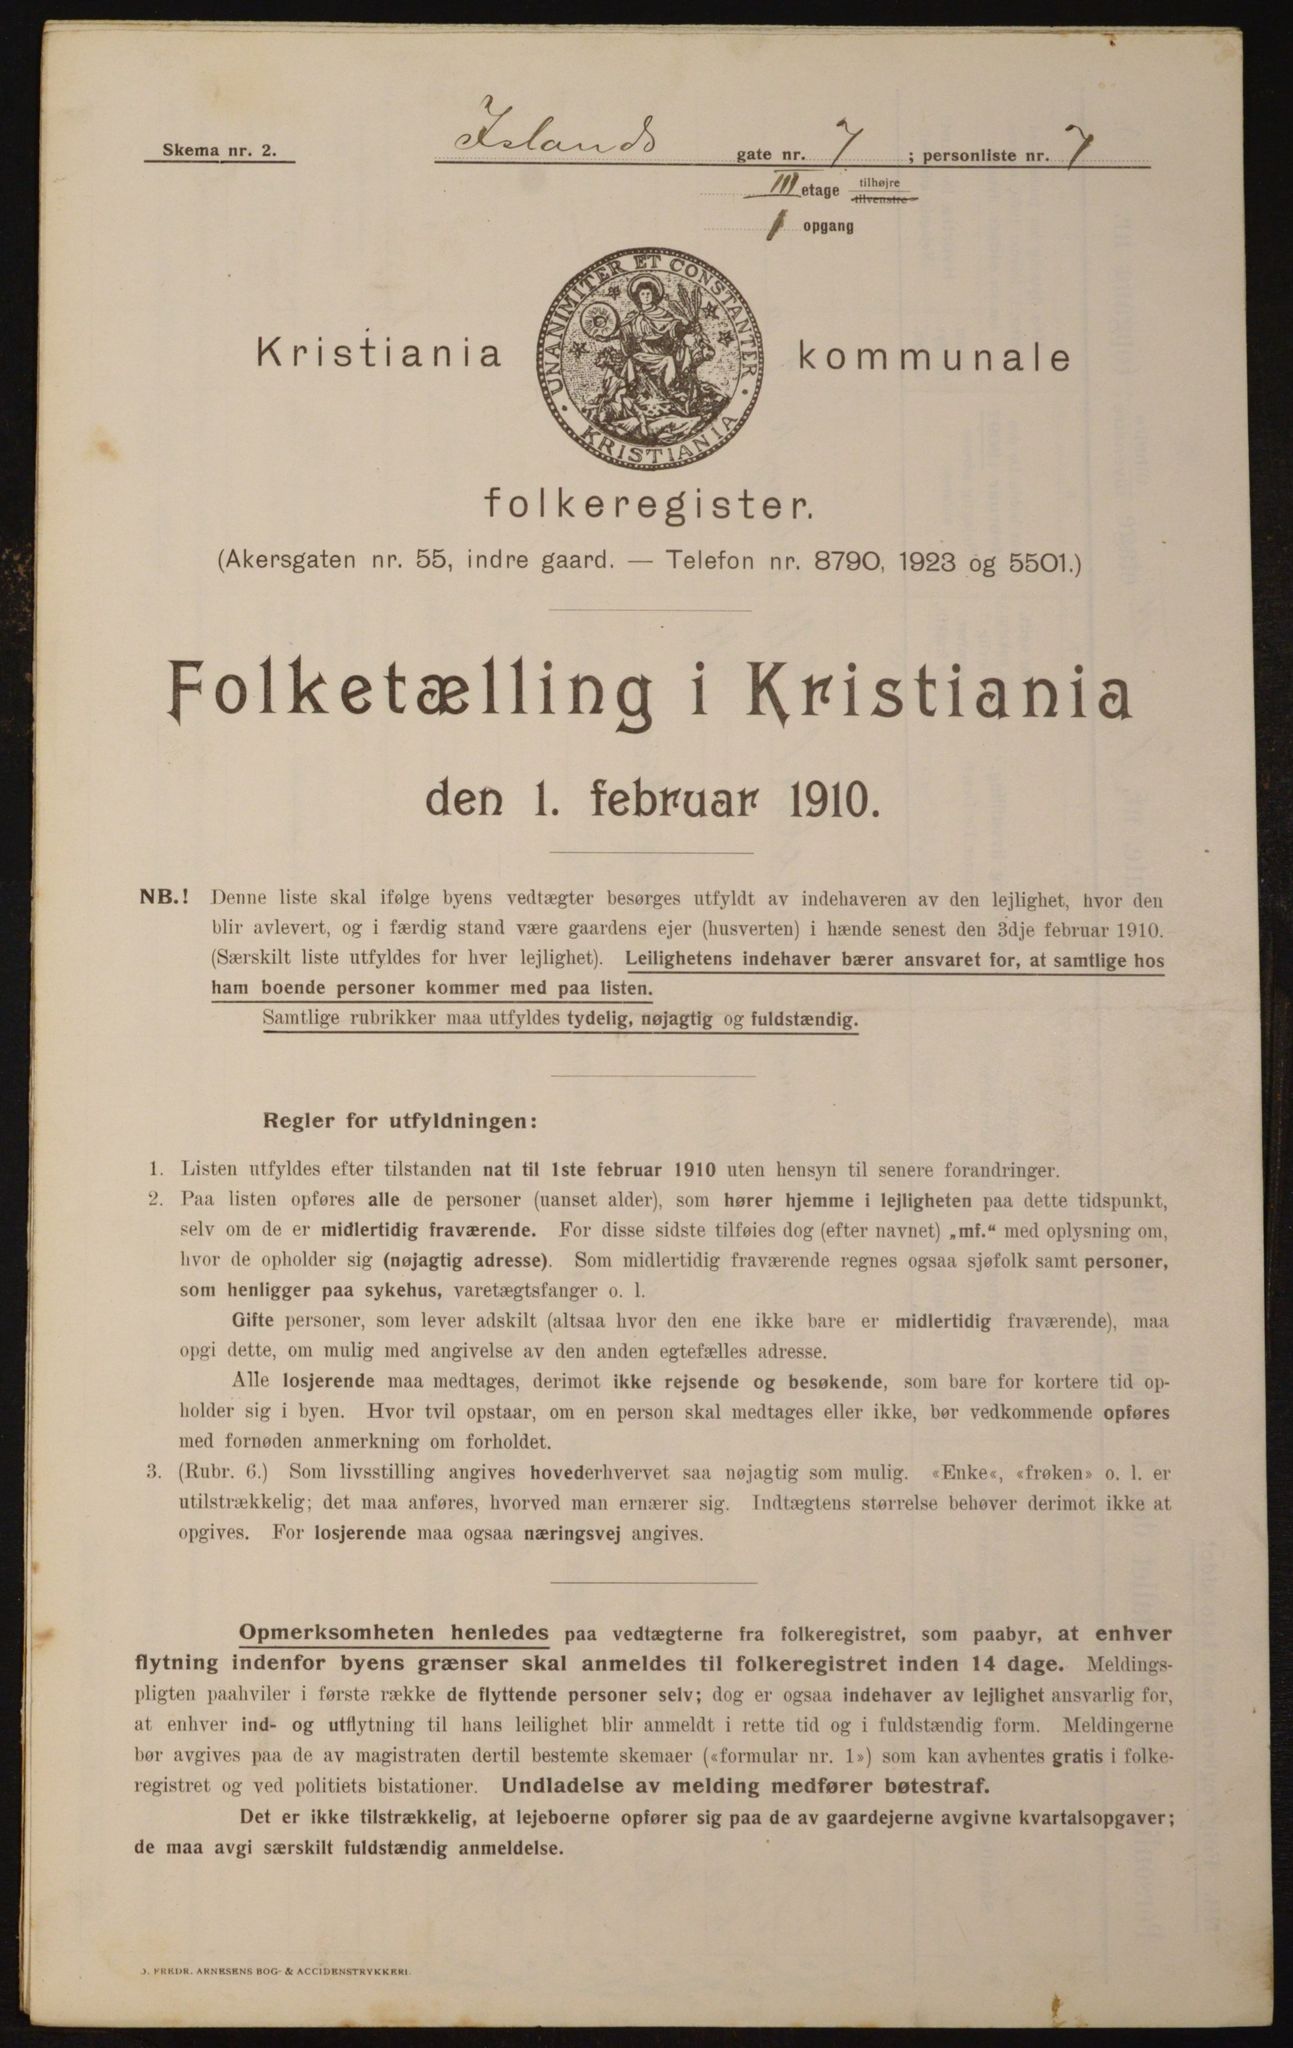 Skema nr. 2.
Islands gate nr. 7 ; personliste nr. 7
III etage tilhøjre
tilvenstre
I opgang
UNANIMITER ET CONSTANTER
KRISTIANIA
Kristiania kommunale
folkeregister.
(Akersgaten nr. 55, indre gaard. — Telefon nr. 8790, 1923 og 5501.)
Folketælling i Kristiania
den 1. februar 1910.
NB.! Denne liste skal ifølge byens vedtægter besørges utfyldt av indehaveren av den lejlighet, hvor den
blir avlevert, og i færdig stand være gaardens ejer (husverten) i hænde senest den 3dje februar 1910.
(Særskilt liste utfyldes for hver lejlighet). Leilighetens indehaver bærer ansvaret for, at samtlige hos
ham boende personer kommer med paa listen.
Samtlige rubrikker maa utfyldes tydelig, nøjagtig og fuldstændig.
Regler for utfyldningen:
1. Listen utfyldes efter tilstanden nat til 1ste februar 1910 uten hensyn til senere forandringer.
2. Paa listen opføres alle de personer (uanset alder), som hører hjemme i lejligheten paa dette tidspunkt,
selv om de er midlertidig fraværende. For disse sidste tilføies dog (efter navnet) „mf.“ med oplysning om,
hvor de opholder sig (nøjagtig adresse). Som midlertidig fraværende regnes ogsaa sjøfolk samt personer,
som henligger paa sykehus, varetægtsfanger o. l.
Gifte personer, som lever adskilt (altsaa hvor den ene ikke bare er midlertidig fraværende), maa
opgi dette, om mulig med angivelse av den anden egtefælles adresse.
Alle losjerende maa medtages, derimot ikke rejsende og besøkende, som bare for kortere tid op-
holder sig i byen. Hvor tvil opstaar, om en person skal medtages eller ikke, bør vedkommende opføres
med fornøden anmerkning om forholdet.
3. (Rubr. 6.) Som livsstilling angives hovederhvervet saa nøjagtig som mulig. «Enke«, «frøken» o. l. er
utilstrækkelig; det maa anføres, hvorved man ernærer sig. Indtægtens størrelse behøver derimot ikke at
opgives. For losjerende maa ogsaa næringsvej angives.
Opmerksomheten henledes paa vedtægterne fra folkeregistret, som paabyr, at enhver
flytning indenfor byens grænser skal anmeldes til folkeregistret inden 14 dage. Meldings-
pligten paahviler i første række de flyttende personer selv; dog er ogsaa indehaver av lejlighet ansvarlig for,
at enhver ind- og utflytning til hans leilighet blir anmeldt i rette tid og i fuldstændig form. Meldingerne
bør avgives paa de av magistraten dertil bestemte skemaer («formular nr. 1») som kan avhentes gratis i folke-
registret og ved politiets bistationer. Undladelse av melding medfører bøtestraf.
Det er ikke tilstrækkelig, at lejeboerne opfører sig paa de av gaardejerne avgivne kvartalsopgaver;
de maa avgi særskilt fuldstændig anmeldelse.
J. FREDR. ARNESENS BOG- & ACCIDENSTRYKKERI.